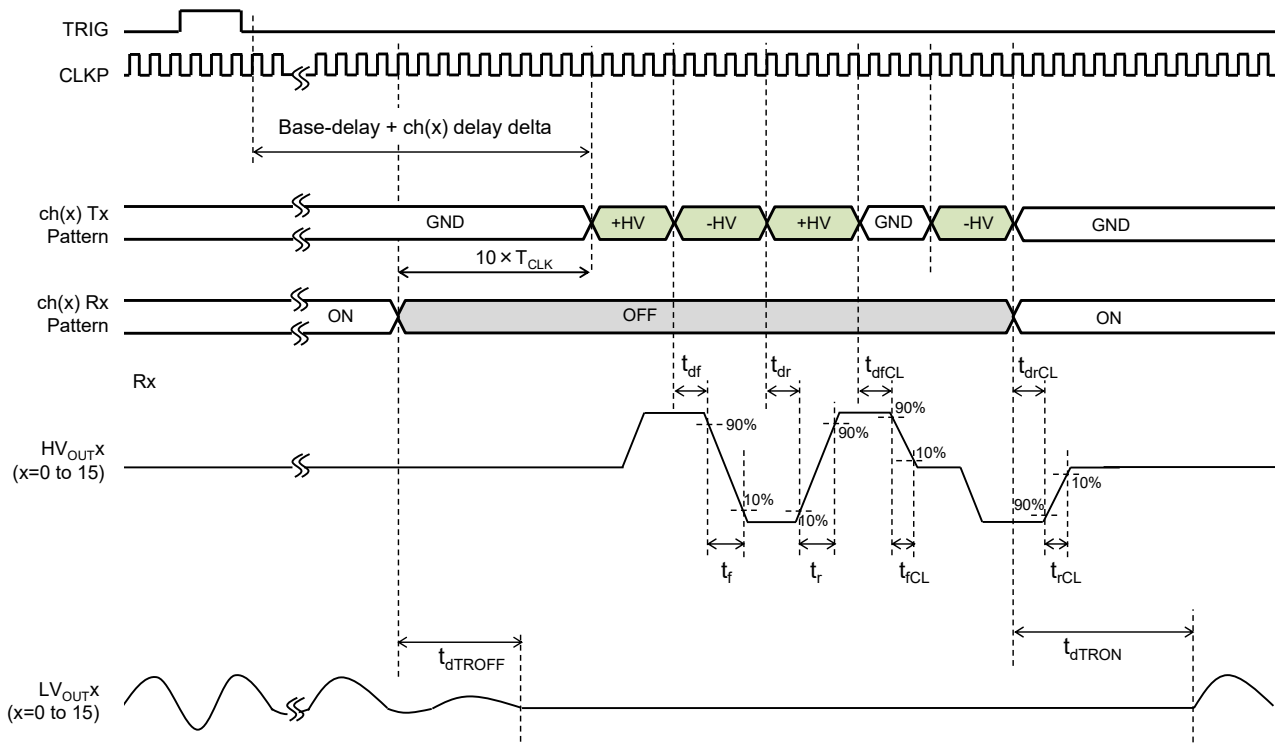 TRIG
CLKP
Base-delay + ch(x) delay delta
ch(x) Tx
Pattern
GND
+HV
-HV
+HV
GND
-HV
GND
10 × TCLK
ch(x) Rx
Pattern
ON
OFF
ON
Rx
tdf
tdr
tdfCL
tdrCL
HVOUTx
(x=0 to 15)
90%
10%
10%
90%
90%
10%
90%
10%
tf
tr
tfCL
trCL
tdTROFF
tdTRON
LVOUTx
(x=0 to 15)